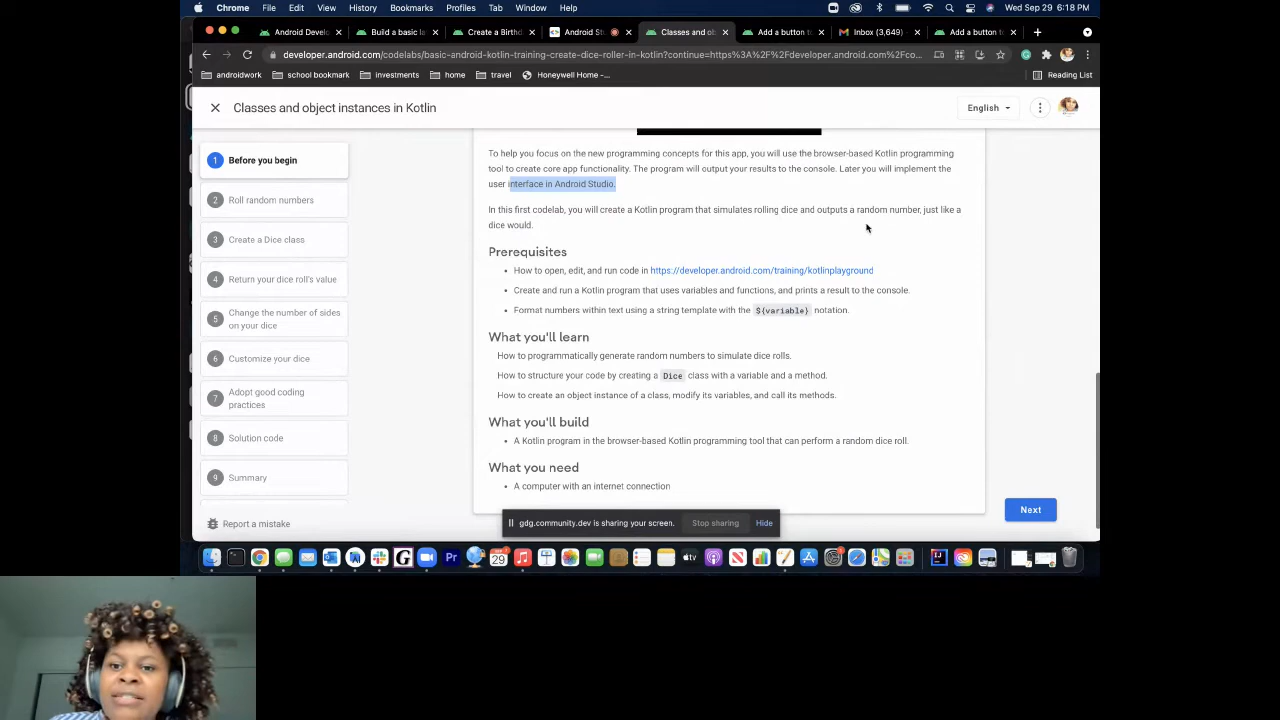 Chrome File Edit View History Bookmarks Profiles Tab Window Help Wed Sep 29 6:18 PM
Android Develo Build a basic la Create a Birthd Android Stu Classes and ob Add a button to Inbox (3,649) Add a button to
developer.android.com/codelabs/basic-android-kotlin-training-create-dice-roller-in-kotlin?continue=https%3A%2F%2Fdeveloper.android.com%2Fco...
androidwork school bookmark investments home travel Honeywell Home -... Reading List
Classes and object instances in Kotlin
English
1 Before you begin
2 Roll random numbers
3 Create a Dice class
4 Return your dice roll's value
5 Change the number of sides
on your dice
6 Customize your dice
7 Adopt good coding
practices
8 Solution code
9 Summary
Report a mistake
To help you focus on the new programming concepts for this app, you will use the browser-based Kotlin programming
tool to create core app functionality. The program will output your results to the console. Later you will implement the
user interface in Android Studio.
In this first codelab, you will create a Kotlin program that simulates rolling dice and outputs a random number, just like a
dice would.
Prerequisites
• How to open, edit, and run code in https://developer.android.com/training/kotlinplayground
• Create and run a Kotlin program that uses variables and functions, and prints a result to the console.
• Format numbers within text using a string template with the ${variable} notation.
What you'll learn
How to programmatically generate random numbers to simulate dice rolls.
How to structure your code by creating a Dice class with a variable and a method.
How to create an object instance of a class, modify its variables, and call its methods.
What you'll build
• A Kotlin program in the browser-based Kotlin programming tool that can perform a random dice roll.
What you need
• A computer with an internet connection
Next
gdg.community.dev is sharing your screen. Stop sharing Hide